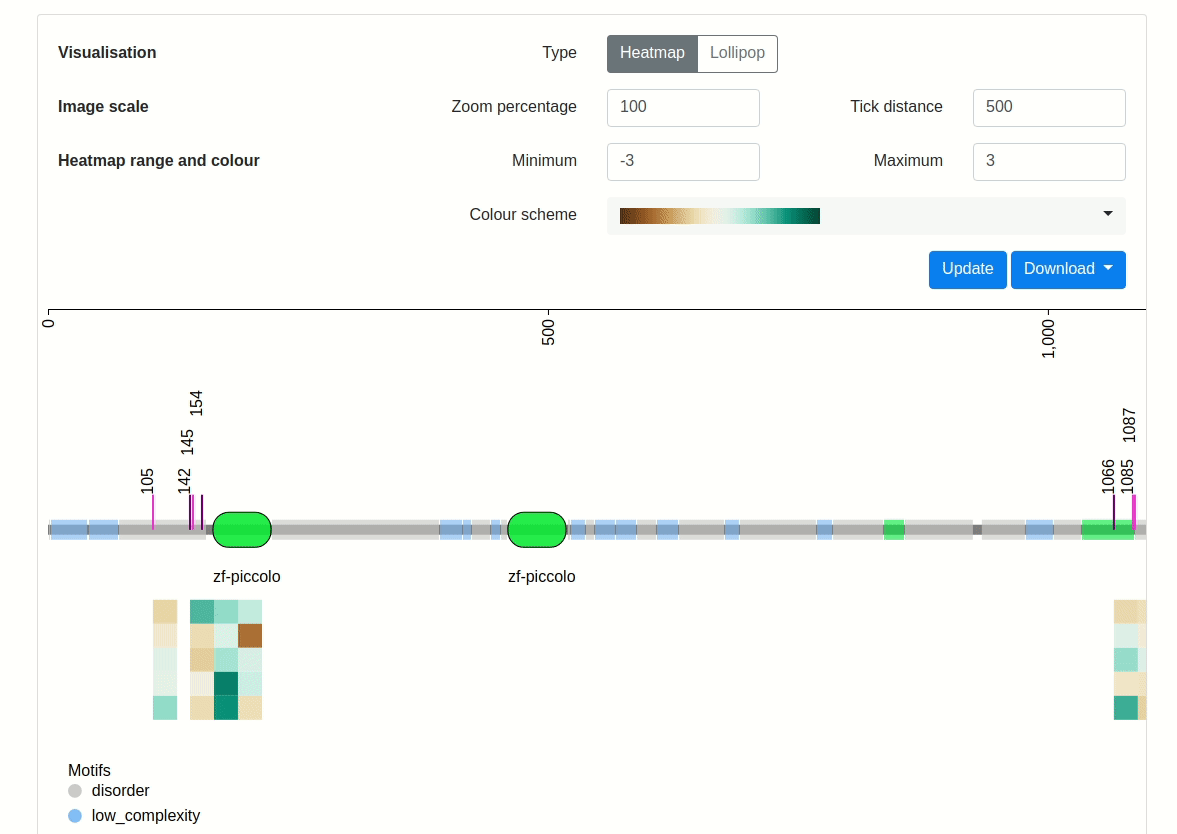 Visualisation Type Heatmap Lollipop
Image scale Zoom percentage 100 Tick distance 500
Heatmap range and colour Minimum -3 Maximum 3
Colour scheme
Update Download
0 500 1,000
154
145 1087
105 142 1066 1085
zf-piccolo zf-piccolo
Motifs
disorder
low_complexity